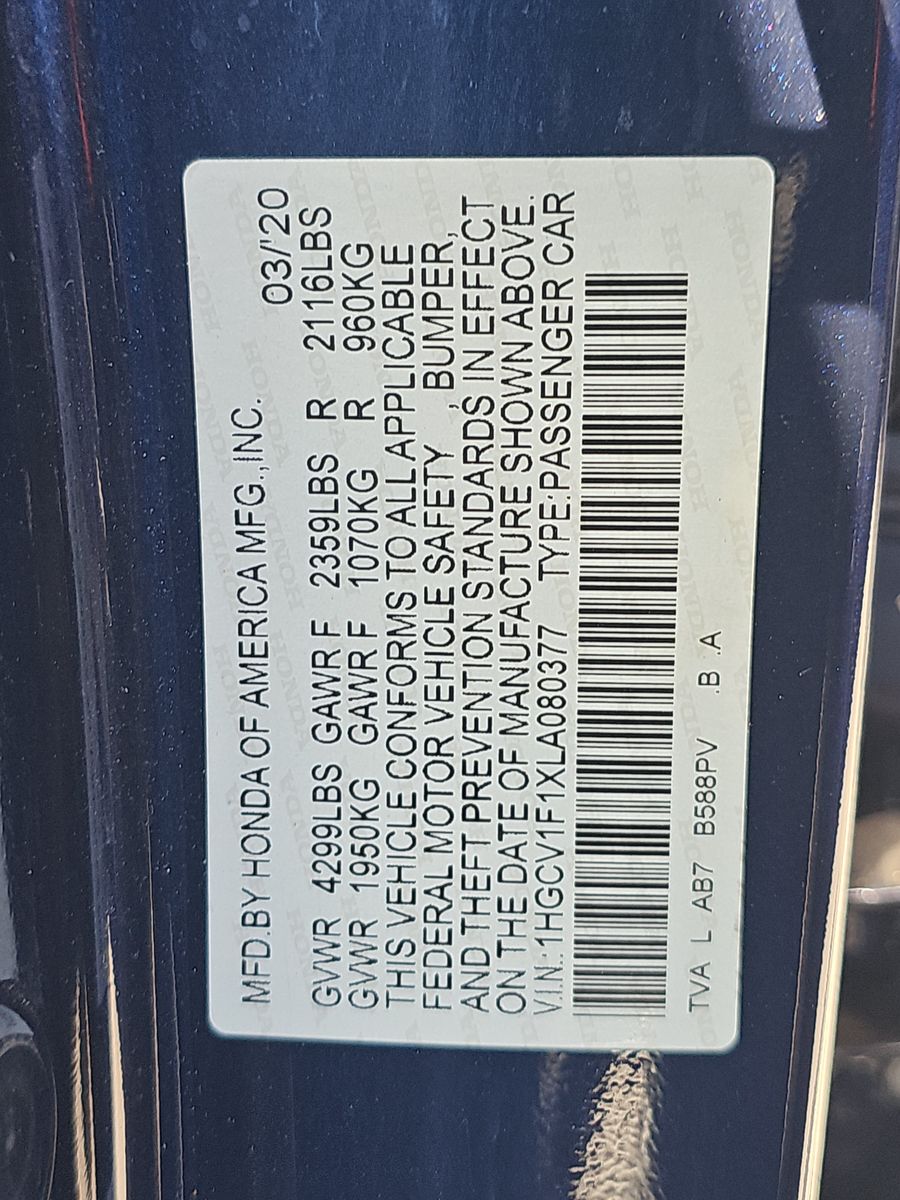 MFD.BY HONDA OF AMERICA MFG.,INC. 03/'20
GVWR 4299LBS GAWR F 2359LBS R 2116LBS
GVWR 1950KG GAWR F 1070KG R 960KG
THIS VEHICLE CONFORMS TO ALL APPLICABLE
FEDERAL MOTOR VEHICLE SAFETY , BUMPER,
AND THEFT PREVENTION STANDARDS IN EFFECT
ON THE DATE OF MANUFACTURE SHOWN ABOVE.
V.I.N.:1HGCV1F1XLA080377 TYPE:PASSENGER CAR
TVA L AB7 B588PV .B .A